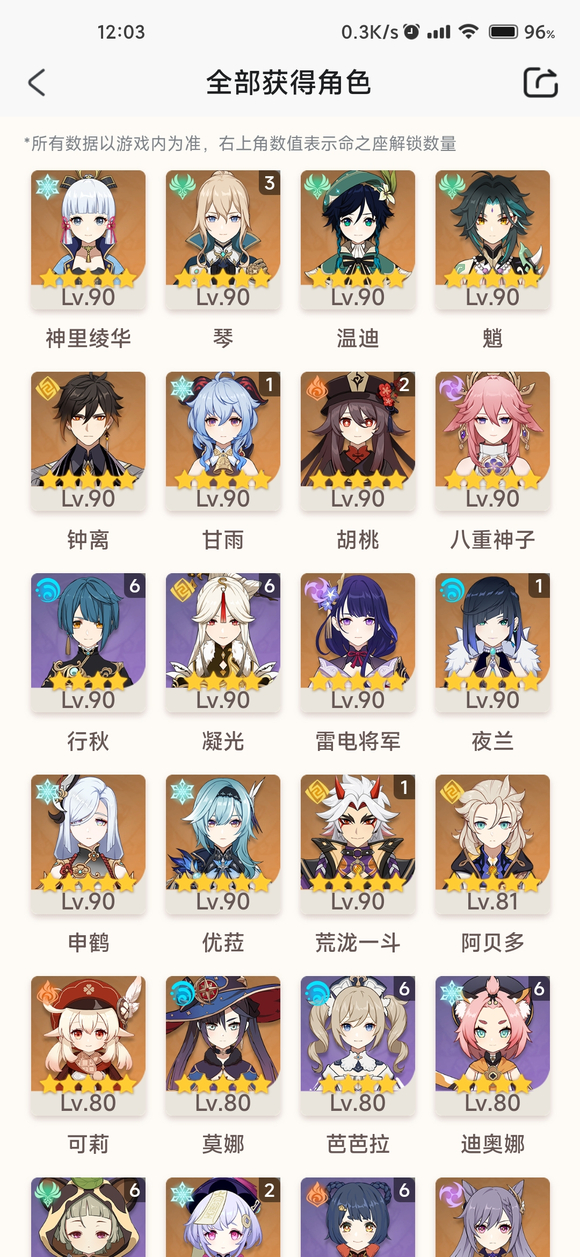 12:03 0.3K/s 96%
全部获得角色
*所有数据以游戏内为准，右上角数值表示命之座解锁数量
3
Lv.90 Lv.90 Lv.90 Lv.90
神里绫华 琴 温迪 魈
1 2
Lv.90 Lv.90 Lv.90 Lv.90
钟离 甘雨 胡桃 八重神子
6 6 1
Lv.90 Lv.90 Lv.90 Lv.90
行秋 凝光 雷电将军 夜兰
1
Lv.90 Lv.90 Lv.90 Lv.81
申鹤 优菈 荒泷一斗 阿贝多
6 6
Lv.80 Lv.80 Lv.80 Lv.80
可莉 莫娜 芭芭拉 迪奥娜
6 2 6